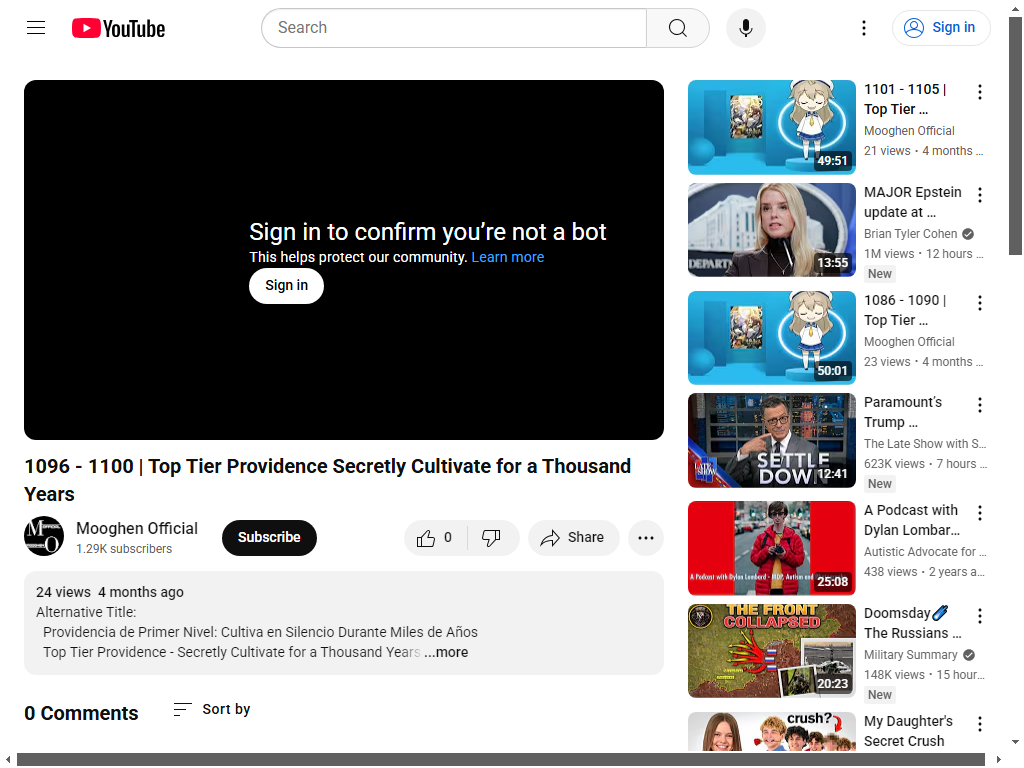 YouTube
Search
Sign in
Sign in to confirm you’re not a bot
This helps protect our community. Learn more
Sign in
1096 - 1100 | Top Tier Providence Secretly Cultivate for a Thousand
Years
Mooghen Official
1.29K subscribers
Subscribe
0
Share
24 views 4 months ago
Alternative Title:
Providencia de Primer Nivel: Cultiva en Silencio Durante Miles de Años
Top Tier Providence - Secretly Cultivate for a Thousand Years ...more
0 Comments
Sort by
1101 - 1105 |
Top Tier ...
Mooghen Official
21 views • 4 months ...
49:51
MAJOR Epstein
update at ...
Brian Tyler Cohen
1M views • 12 hours ...
New
13:55
1086 - 1090 |
Top Tier ...
Mooghen Official
23 views • 4 months ...
50:01
Paramount’s
Trump ...
The Late Show with S...
623K views • 7 hours ...
New
SETTLE
DOWN
12:41
A Podcast with
Dylan Lombar...
Autistic Advocate for ...
438 views • 2 years a...
A Podcast with Dylan Lombard - MDP, Autism and
25:08
Doomsday
The Russians ...
Military Summary
148K views • 15 hour...
New
THE FRONT
COLLAPSED
20:23
My Daughter's
Secret Crush
crush?